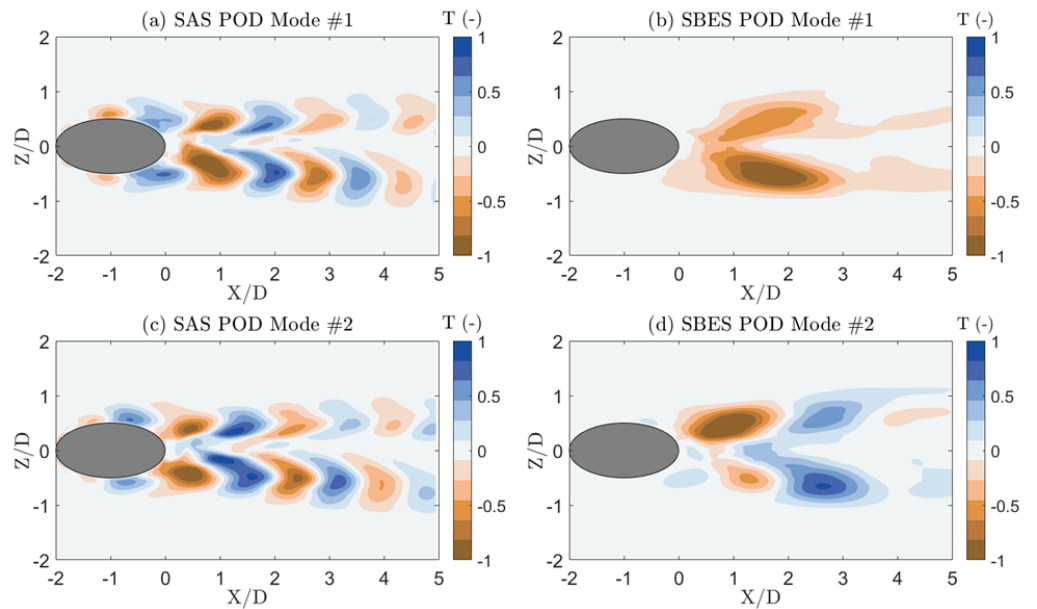 (a) SAS POD Mode #1 T (-)
2 1 0 -1 -2
Z/D
-2 -1 0 1 2 3 4 5
X/D
1 0.5 0 -0.5 -1
(b) SBES POD Mode #1 T (-)
2 1 0 -1 -2
Z/D
-2 -1 0 1 2 3 4 5
X/D
1 0.5 0 -0.5 -1
(c) SAS POD Mode #2 T (-)
2 1 0 -1 -2
Z/D
-2 -1 0 1 2 3 4 5
X/D
1 0.5 0 -0.5 -1
(d) SBES POD Mode #2 T (-)
2 1 0 -1 -2
Z/D
-2 -1 0 1 2 3 4 5
X/D
1 0.5 0 -0.5 -1